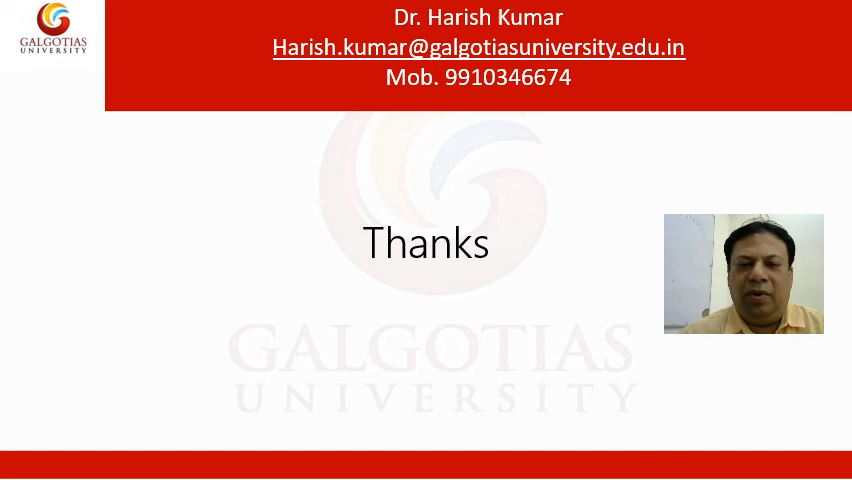 GALGOTIAS
UNIVERSITY
Dr. Harish Kumar
Harish.kumar@galgotiasuniversity.edu.in
Mob. 9910346674
Thanks
GALGOTIAS
UNIVERSITY